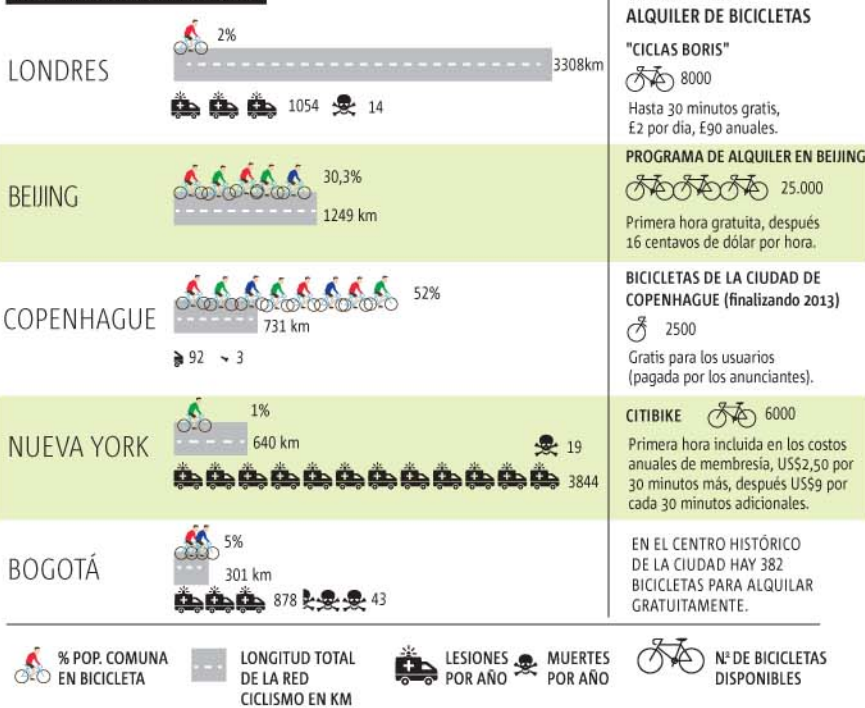 LONDRES
2%
3308km
1054
14
ALQUILER DE BICICLETAS
"CICLAS BORIS"
8000
Hasta 30 minutos gratis,
£2 por día, £90 anuales.
BEIJING
30,3%
1249 km
PROGRAMA DE ALQUILER EN BEIJING
25.000
Primera hora gratuita, después
16 centavos de dólar por hora.
COPENHAGUE
52%
731 km
92
3
BICICLETAS DE LA CIUDAD DE
COPENHAGUE (finalizando 2013)
2500
Gratis para los usuarios
(pagada por los anunciantes).
NUEVA YORK
1%
640 km
19
3844
CITIBIKE
6000
Primera hora incluida en los costos
anuales de membresía, US$2,50 por
30 minutos más, después US$9 por
cada 30 minutos adicionales.
BOGOTÁ
5%
301 km
878
43
EN EL CENTRO HISTÓRICO
DE LA CIUDAD HAY 382
BICICLETAS PARA ALQUILAR
GRATUITAMENTE.
% POP. COMUNA
EN BICICLETA
LONGITUD TOTAL
DE LA RED
CICLISMO EN KM
LESIONES
POR AÑO
MUERTES
POR AÑO
Nº DE BICICLETAS
DISPONIBLES